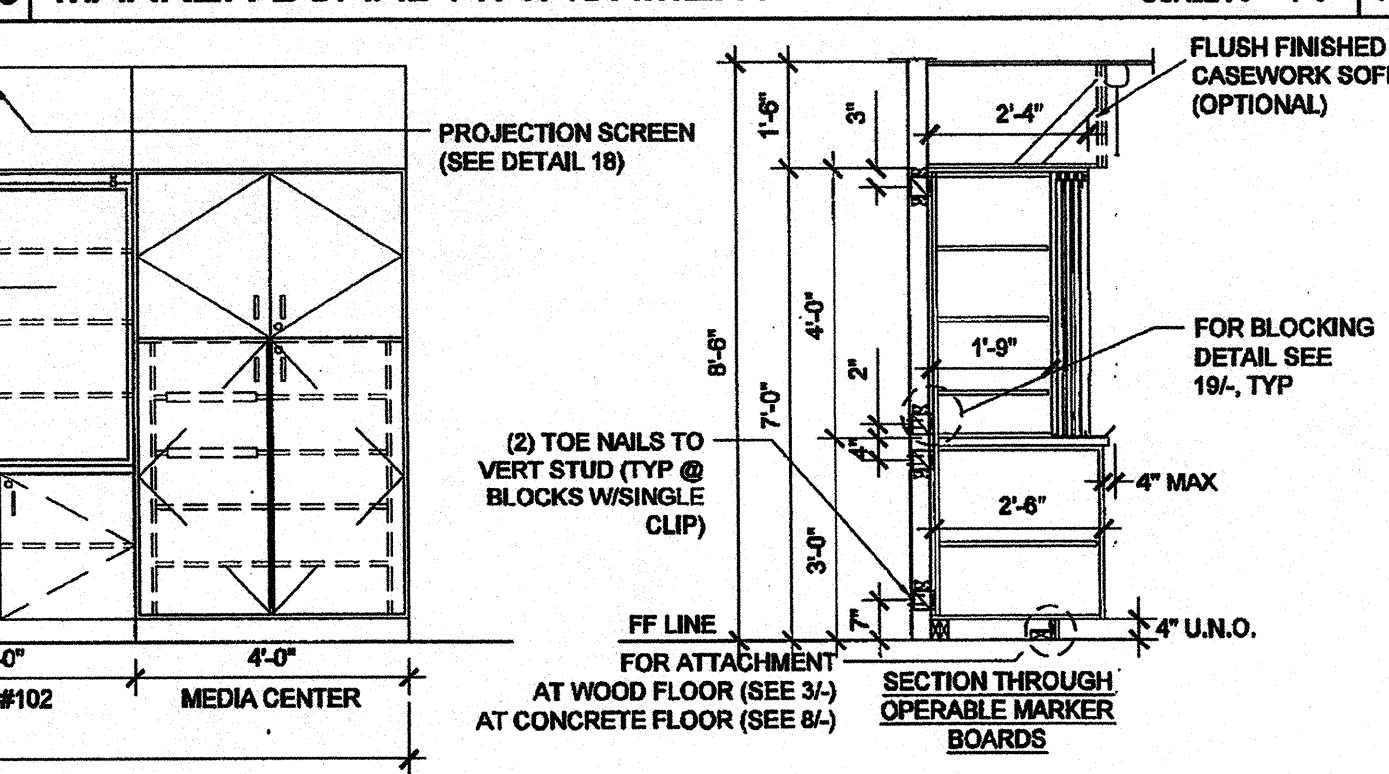 FLUSH FINISHED
CASEWORK
(OPTIONAL)
PROJECTION SCREEN
(SEE DETAIL 18)
1'-6"
3"
2'-4"
8'-6"
7'-0"
4'-0"
2"
1'-9"
FOR BLOCKING
DETAIL SEE
19/-, TYP
(2) TOE NAILS TO
VERT STUD (TYP @
BLOCKS W/SINGLE
CLIP)
4"
4" MAX
2'-6"
3'-0"
7"
4" U.N.O.
FF LINE
FOR ATTACHMENT
AT WOOD FLOOR (SEE 3/-)
AT CONCRETE FLOOR (SEE 8/-)
SECTION THROUGH
OPERABLE MARKER
BOARDS
4'-0"
#102
MEDIA CENTER